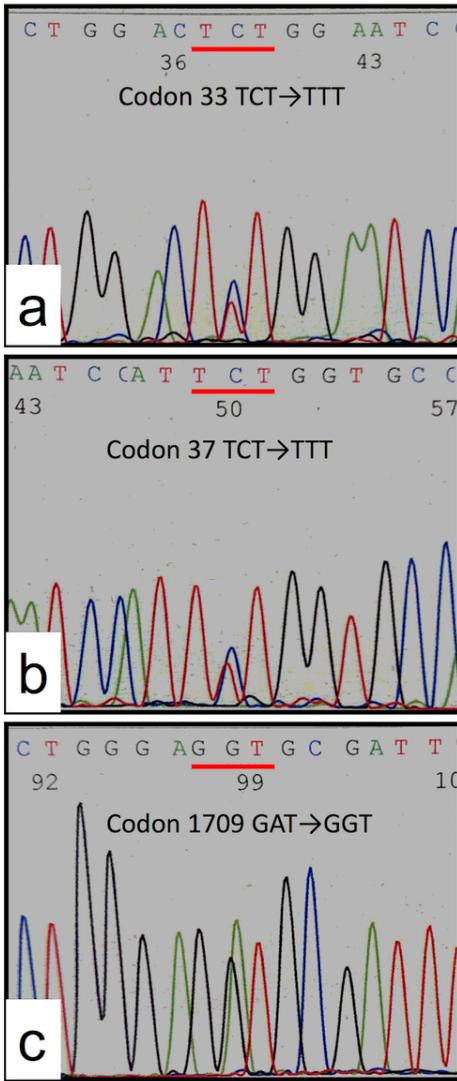 C T G G A C T C T G G A A T C C
36 43
Codon 33 TCT→TTT
a
A A T C C A T T C T G G T G C C
43 50 57
Codon 37 TCT→TTT
b
C T G G G A G G T G C G A T T T
92 99 10
Codon 1709 GAT→GGT
c